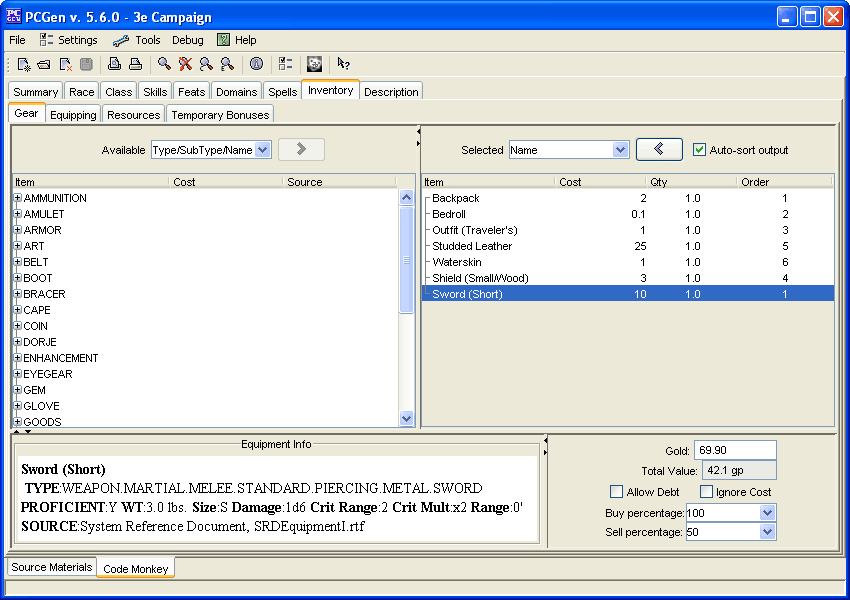 PCGen v. 5.6.0 - 3e Campaign
File Settings Tools Debug Help
Summary Race Class Skills Feats Domains Spells Inventory Description
Gear Equipping Resources Temporary Bonuses
Available Type/SubType/Name
Item Cost Source
AMMUNITION
AMULET
ARMOR
ART
BELT
BOOT
BRACER
CAPE
COIN
DORJE
ENHANCEMENT
EYEGEAR
GEM
GLOVE
GOODS
Selected Name Auto-sort output
Item Cost Qty Order
Backpack 2 1.0 1
Bedroll 0.1 1.0 2
Outfit (Traveler's) 1 1.0 3
Studded Leather 25 1.0 5
Waterskin 1 1.0 6
Shield (Small/Wood) 3 1.0 4
Sword (Short) 10 1.0 1
Equipment Info
Sword (Short)
TYPE:WEAPON.MARTIAL.MELEE.STANDARD.PIERCING.METAL.SWORD
PROFICIENT:Y WT:3.0 lbs. Size:S Damage:1d6 Crit Range:2 Crit Mult:x2 Range:0'
SOURCE:System Reference Document, SRDEquipmentI.rtf
Gold: 69.90
Total Value: 42.1 gp
Allow Debt Ignore Cost
Buy percentage: 100
Sell percentage: 50
Source Materials Code Monkey